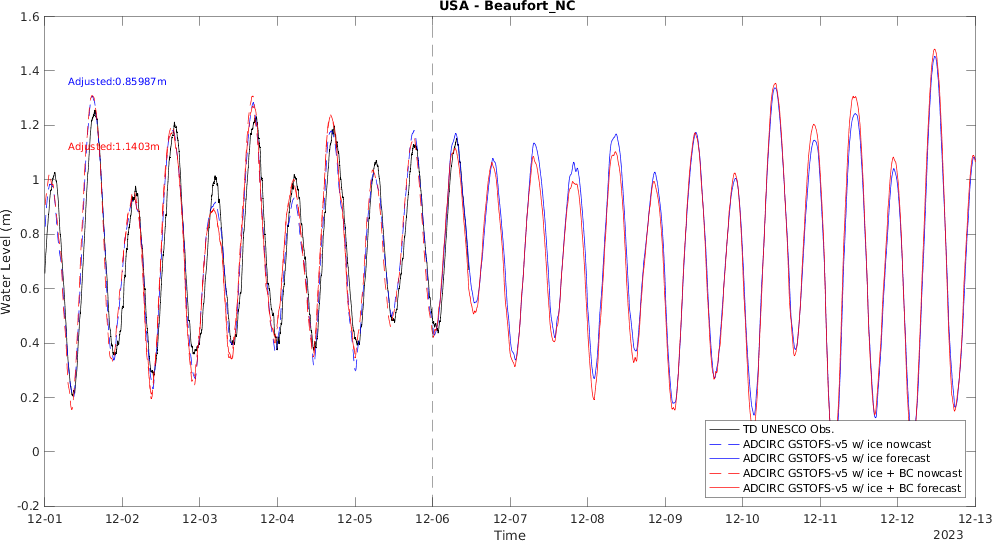 USA - Beaufort_NC
1.6
1.4
1.2
1
0.8
0.6
0.4
0.2
0
-0.2
Water Level (m)
Adjusted:0.85987m
Adjusted:1.1403m
TD UNESCO Obs.
ADCIRC GSTOFS-v5 w/ ice nowcast
ADCIRC GSTOFS-v5 w/ ice forecast
ADCIRC GSTOFS-v5 w/ ice + BC nowcast
ADCIRC GSTOFS-v5 w/ ice + BC forecast
12-01 12-02 12-03 12-04 12-05 12-06 12-07 12-08 12-09 12-10 12-11 12-12 12-13
Time
2023